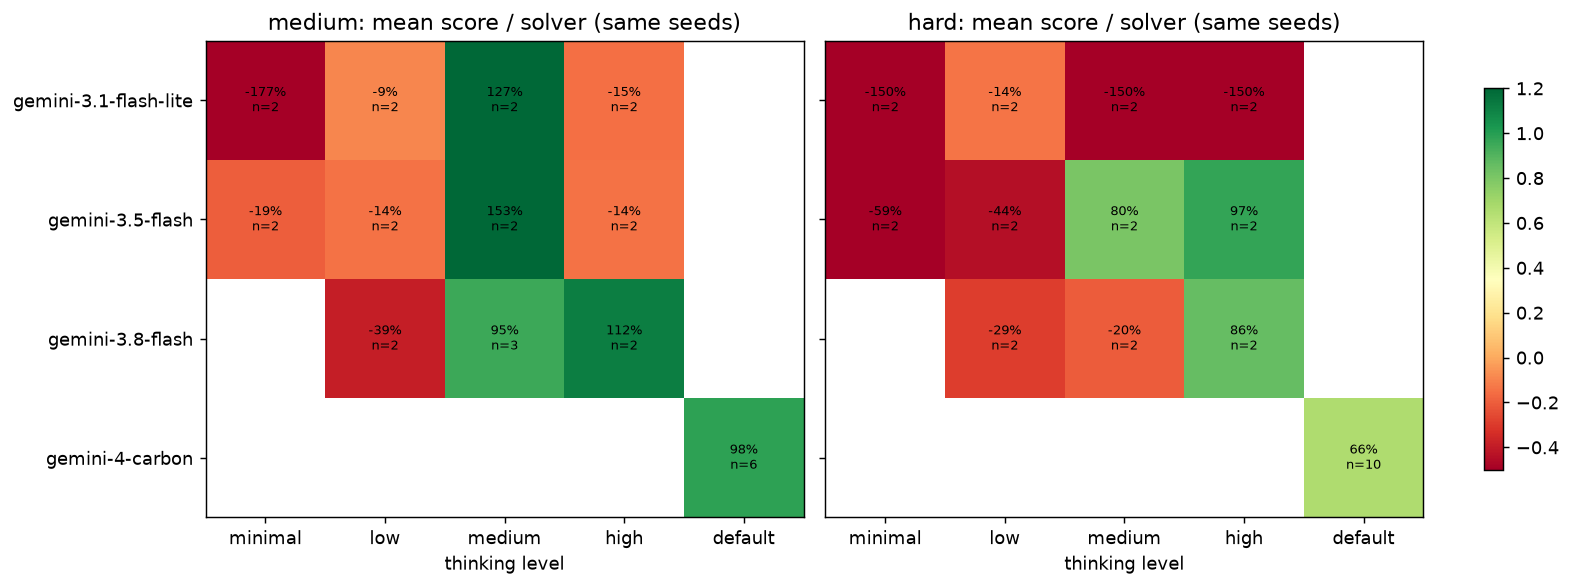 medium: mean score / solver (same seeds)
hard: mean score / solver (same seeds)
gemini-3.1-flash-lite
-177%
n=2
-9%
n=2
127%
n=2
-15%
n=2
-150%
n=2
-14%
n=2
-150%
n=2
-150%
n=2
gemini-3.5-flash
-19%
n=2
-14%
n=2
153%
n=2
-14%
n=2
-59%
n=2
-44%
n=2
80%
n=2
97%
n=2
gemini-3.8-flash
-39%
n=2
95%
n=3
112%
n=2
-29%
n=2
-20%
n=2
86%
n=2
gemini-4-carbon
98%
n=6
66%
n=10
minimal
low
medium
high
default
thinking level
minimal
low
medium
high
default
thinking level
1.2
1.0
0.8
0.6
0.4
0.2
0.0
−0.2
−0.4